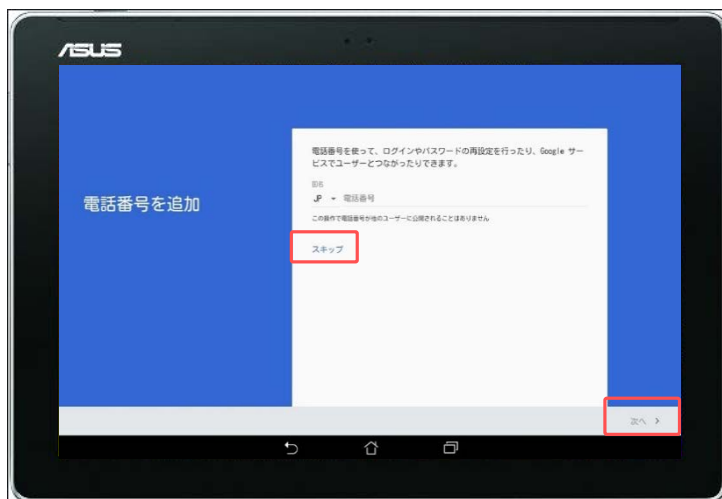 ASUS
電話番号を追加
電話番号を使って、ログインやパスワードの再設定を行ったり、Google サー
ビスでユーザーとつながったりできます。
国名
JP 電話番号
この操作で電話番号が他のユーザーに公開されることはありません
スキップ
次へ